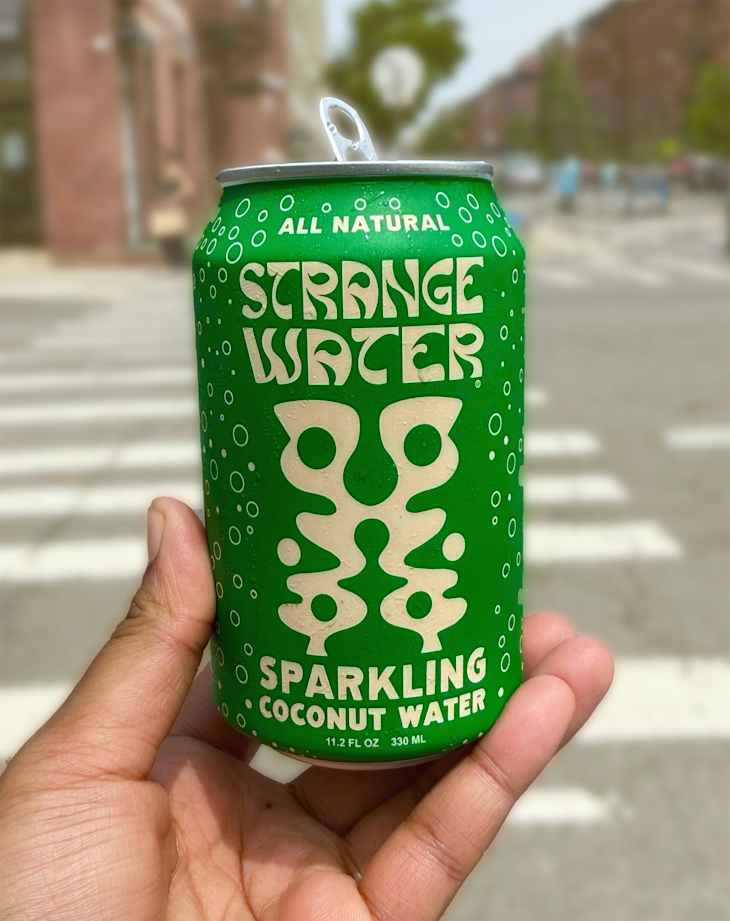 ALL NATURAL
STRANGE
WATER®
SPARKLING
COCONUT WATER
11.2 FL OZ 330 ML